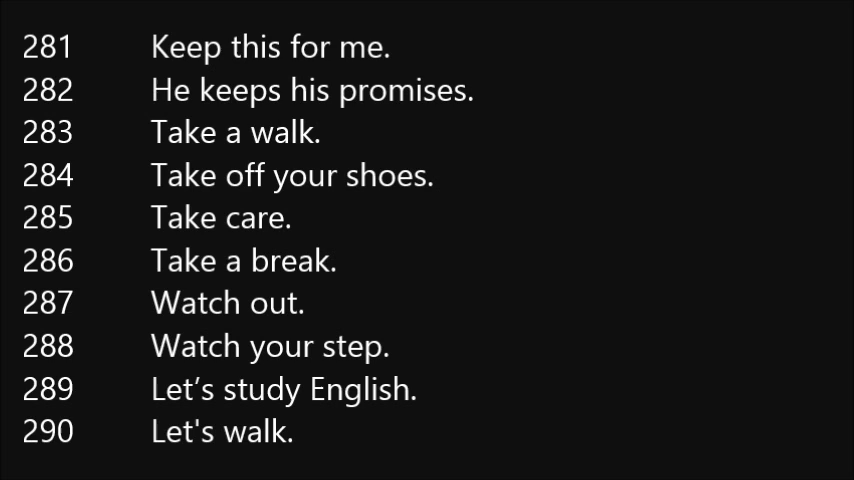 281 Keep this for me.
282 He keeps his promises.
283 Take a walk.
284 Take off your shoes.
285 Take care.
286 Take a break.
287 Watch out.
288 Watch your step.
289 Let’s study English.
290 Let's walk.